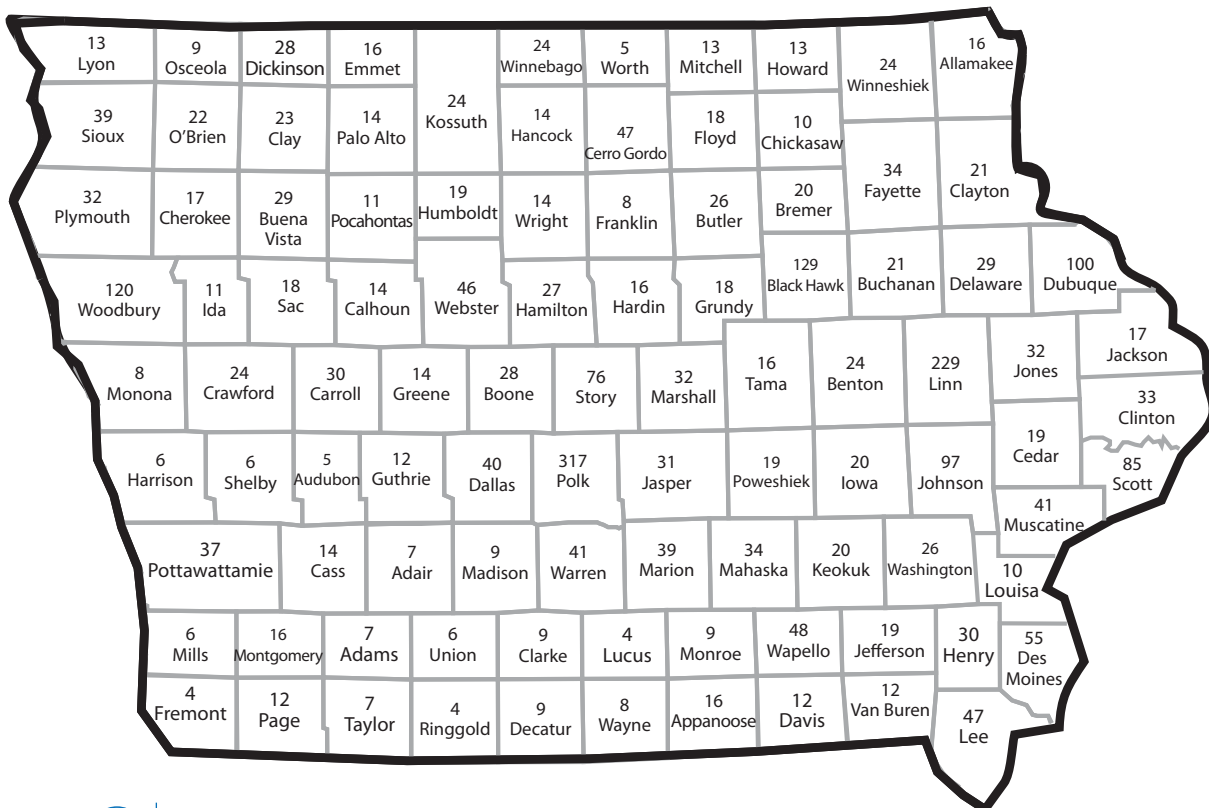 13
Lyon
9
Osceola
28
Dickinson
16
Emmet
24
Kossuth
24
Winnebago
5
Worth
13
Mitchell
13
Howard
24
Winneshiek
16
Allamakee
39
Sioux
22
O’Brien
23
Clay
14
Palo Alto
14
Hancock
47
Cerro Gordo
18
Floyd
10
Chickasaw
34
Fayette
21
Clayton
32
Plymouth
17
Cherokee
29
Buena
Vista
11
Pocahontas
19
Humboldt
14
Wright
8
Franklin
26
Butler
20
Bremer
120
Woodbury
11
Ida
18
Sac
14
Calhoun
46
Webster
27
Hamilton
16
Hardin
18
Grundy
129
Black Hawk
21
Buchanan
29
Delaware
100
Dubuque
8
Monona
24
Crawford
30
Carroll
14
Greene
28
Boone
76
Story
32
Marshall
16
Tama
24
Benton
229
Linn
32
Jones
17
Jackson
33
Clinton
6
Harrison
6
Shelby
5
Audubon
12
Guthrie
40
Dallas
317
Polk
31
Jasper
19
Poweshiek
20
Iowa
97
Johnson
19
Cedar
85
Scott
41
Muscatine
37
Pottawattamie
14
Cass
7
Adair
9
Madison
41
Warren
39
Marion
34
Mahaska
20
Keokuk
26
Washington
10
Louisa
6
Mills
16
Montgomery
7
Adams
6
Union
9
Clarke
4
Lucus
9
Monroe
48
Wapello
19
Jefferson
30
Henry
55
Des
Moines
4
Fremont
12
Page
7
Taylor
4
Ringgold
9
Decatur
8
Wayne
16
Appanoose
12
Davis
12
Van Buren
47
Lee